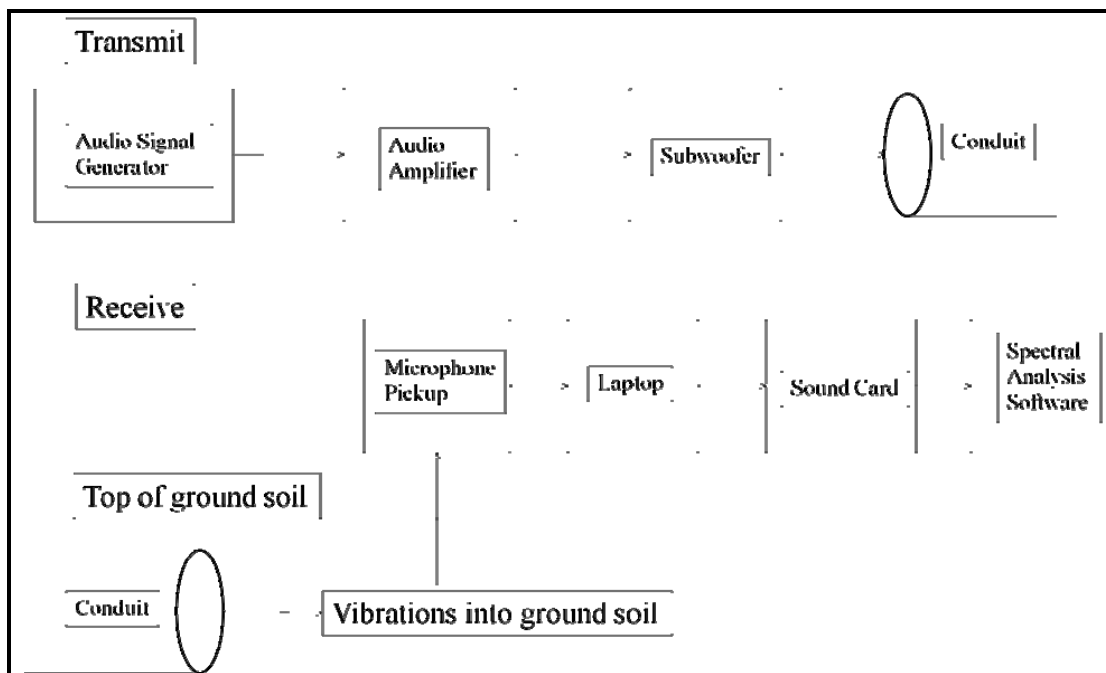 Transmit
Audio Signal
Generator
Audio
Amplifier
Subwoofer
Conduit
Receive
Microphone
Pickup
Laptop
Sound Card
Spectral
Analysis
Software
Top of ground soil
Conduit
Vibrations into ground soil